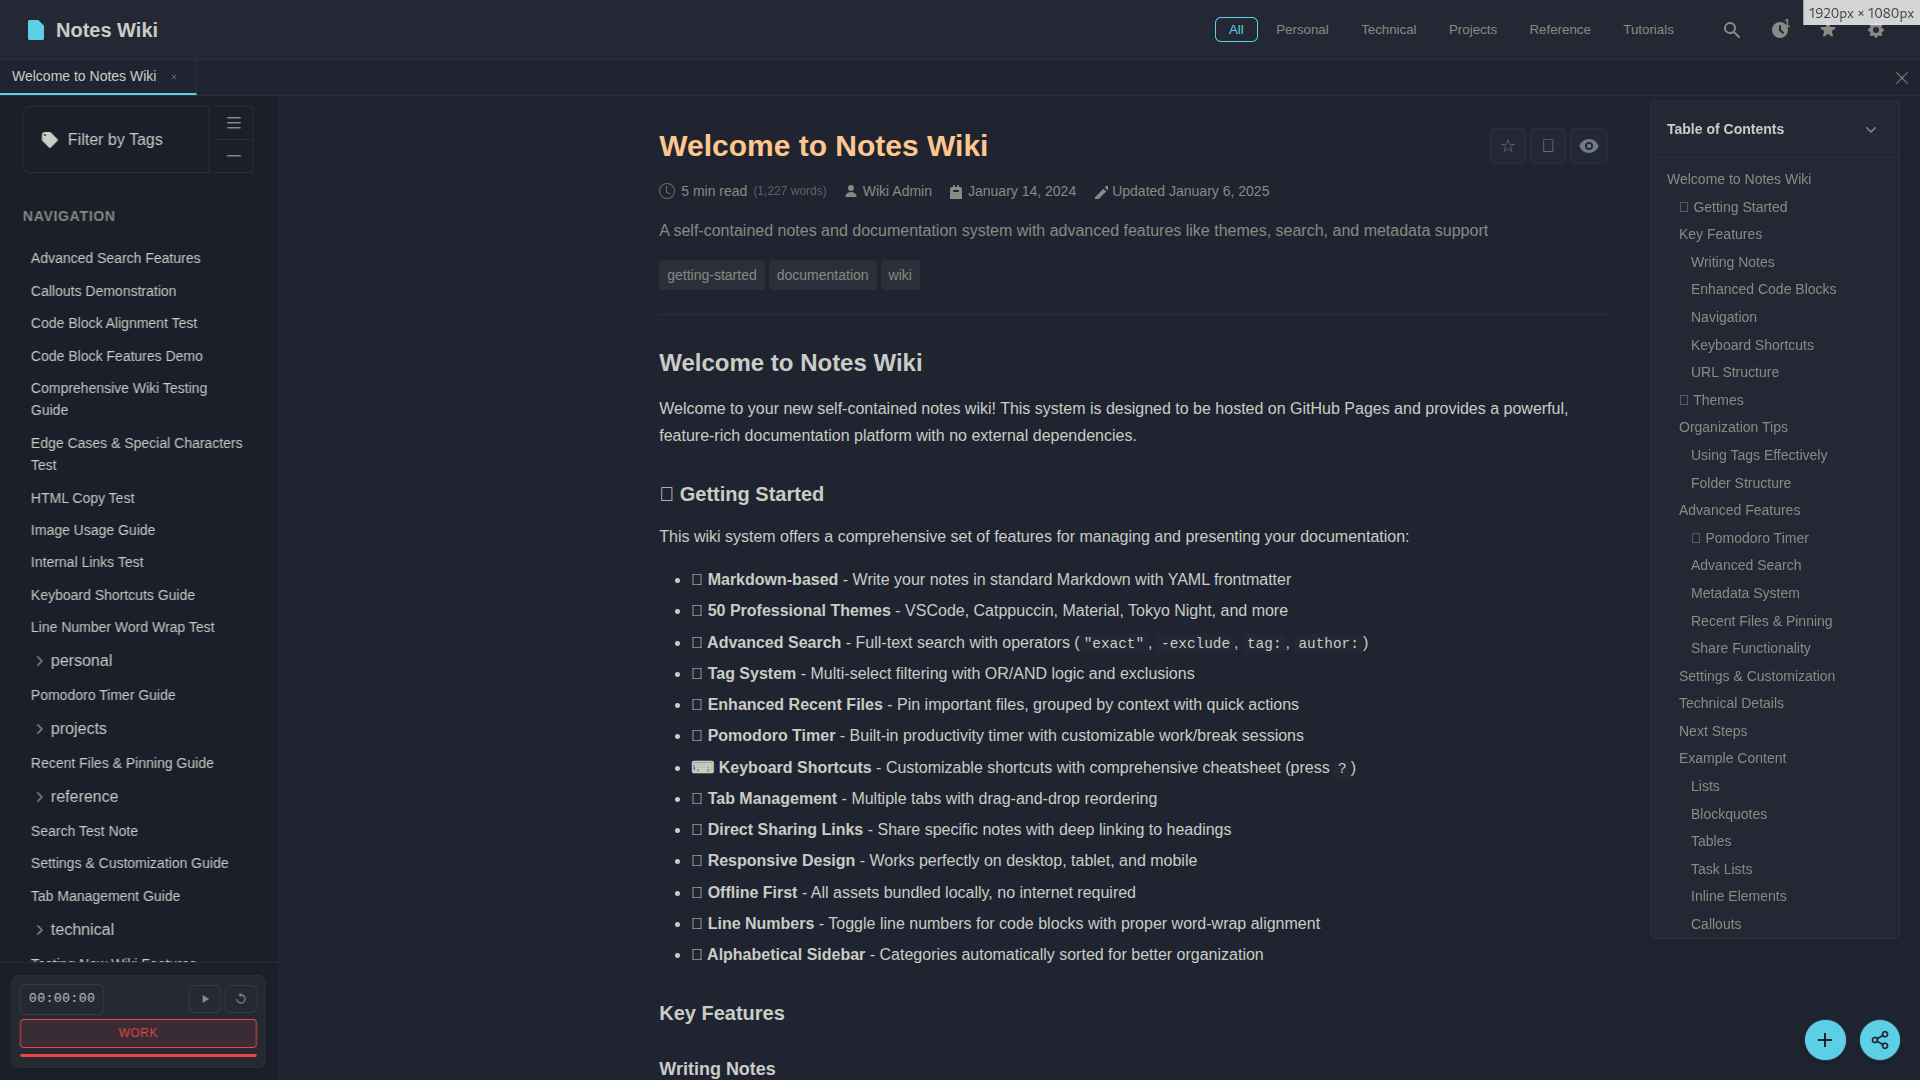 Notes Wiki
All
Personal
Technical
Projects
Reference
Tutorials
1
1920px × 1080px
Welcome to Notes Wiki ×
Filter by Tags
NAVIGATION
Advanced Search Features
Callouts Demonstration
Code Block Alignment Test
Code Block Features Demo
Comprehensive Wiki Testing
Guide
Edge Cases & Special Characters
Test
HTML Copy Test
Image Usage Guide
Internal Links Test
Keyboard Shortcuts Guide
Line Number Word Wrap Test
personal
Pomodoro Timer Guide
projects
Recent Files & Pinning Guide
reference
Search Test Note
Settings & Customization Guide
Tab Management Guide
technical
Testing New Wiki Features
00:00:00
WORK
Welcome to Notes Wiki
5 min read (1,227 words) Wiki Admin January 14, 2024 Updated January 6, 2025
A self-contained notes and documentation system with advanced features like themes, search, and metadata support
getting-started documentation wiki
Welcome to Notes Wiki
Welcome to your new self-contained notes wiki! This system is designed to be hosted on GitHub Pages and provides a powerful,
feature-rich documentation platform with no external dependencies.
Getting Started
This wiki system offers a comprehensive set of features for managing and presenting your documentation:
• Markdown-based - Write your notes in standard Markdown with YAML frontmatter
• 50 Professional Themes - VSCode, Catppuccin, Material, Tokyo Night, and more
• Advanced Search - Full-text search with operators ( "exact" , -exclude , tag: , author: )
• Tag System - Multi-select filtering with OR/AND logic and exclusions
• Enhanced Recent Files - Pin important files, grouped by context with quick actions
• Pomodoro Timer - Built-in productivity timer with customizable work/break sessions
• ⌨ Keyboard Shortcuts - Customizable shortcuts with comprehensive cheatsheet (press ? )
• Tab Management - Multiple tabs with drag-and-drop reordering
• Direct Sharing Links - Share specific notes with deep linking to headings
• Responsive Design - Works perfectly on desktop, tablet, and mobile
• Offline First - All assets bundled locally, no internet required
• Line Numbers - Toggle line numbers for code blocks with proper word-wrap alignment
• Alphabetical Sidebar - Categories automatically sorted for better organization
Key Features
Writing Notes
Table of Contents
Welcome to Notes Wiki
Getting Started
Key Features
Writing Notes
Enhanced Code Blocks
Navigation
Keyboard Shortcuts
URL Structure
Themes
Organization Tips
Using Tags Effectively
Folder Structure
Advanced Features
Pomodoro Timer
Advanced Search
Metadata System
Recent Files & Pinning
Share Functionality
Settings & Customization
Technical Details
Next Steps
Example Content
Lists
Blockquotes
Tables
Task Lists
Inline Elements
Callouts